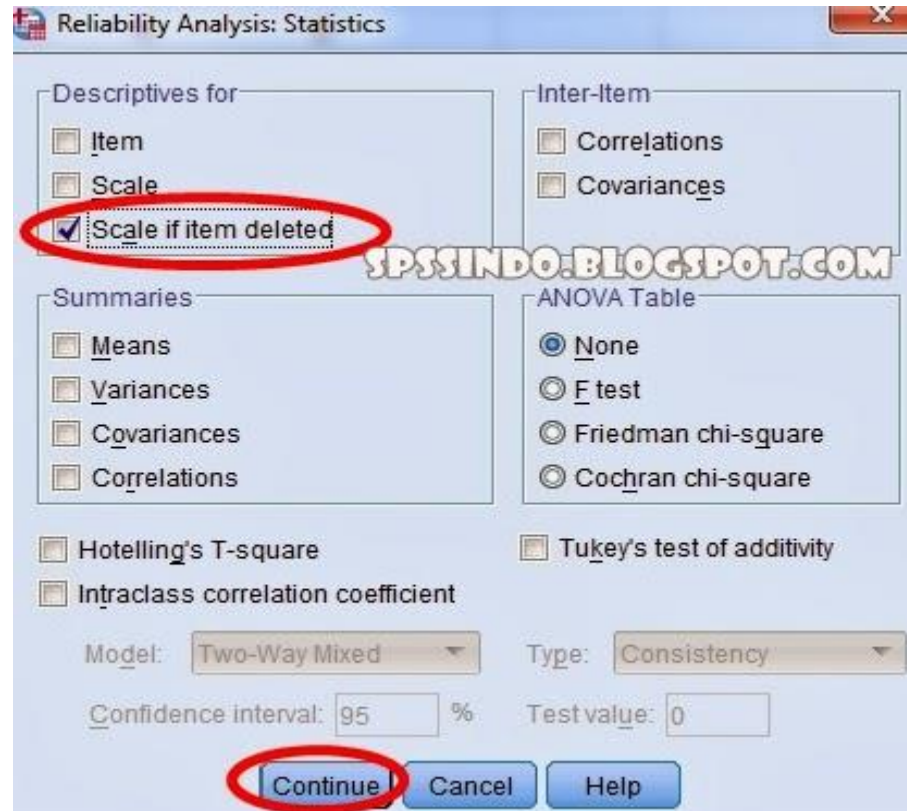 Reliability Analysis: Statistics
Descriptives for
Item
Scale
Scale if item deleted
Inter-Item
Correlations
Covariances
SPSSINDO.BLOGSPOT.COM
Summaries
Means
Variances
Covariances
Correlations
ANOVA Table
None
F test
Friedman chi-square
Cochran chi-square
Hotelling's T-square
Tukey's test of additivity
Intraclass correlation coefficient
Model: Two-Way Mixed
Type: Consistency
Confidence interval: 95 %
Test value: 0
Continue Cancel Help